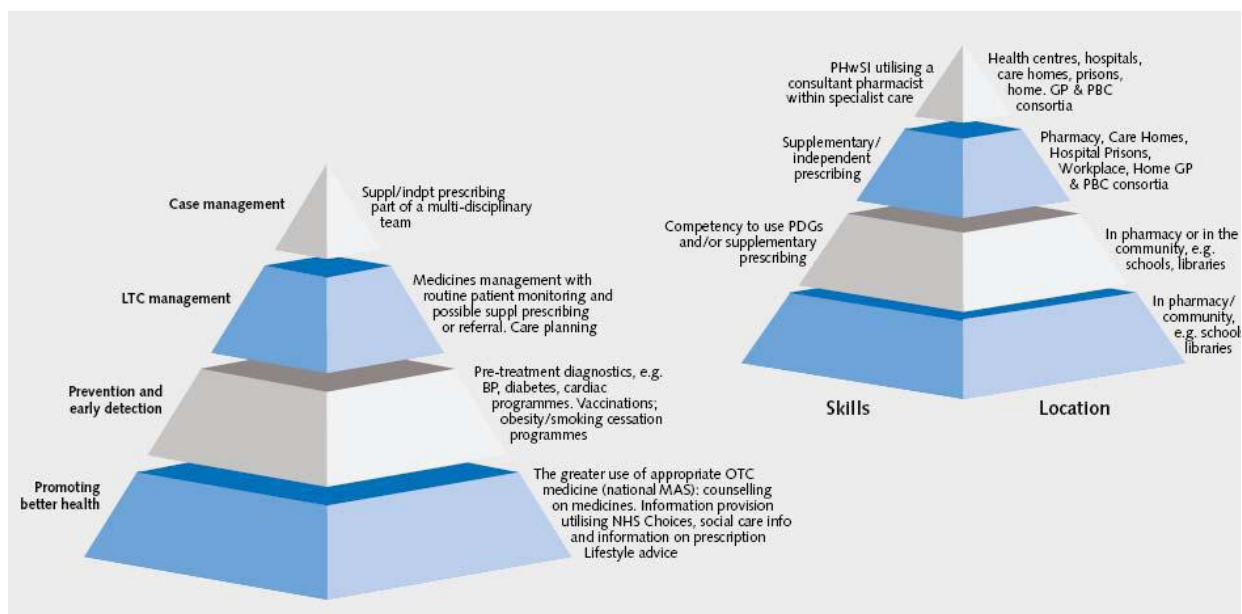 Case management
Suppl/indpt prescribing
part of a multi-disciplinary
team
LTC management
Medicines management with
routine patient monitoring and
possible suppl prescribing
or referral. Care planning
Prevention and
early detection
Pre-treatment diagnostics, e.g.
BP, diabetes, cardiac
programmes. Vaccinations;
obesity/smoking cessation
programmes
Promoting
better health
The greater use of appropriate OTC
medicine (national MAS): counselling
on medicines. Information provision
utilising NHS Choices, social care info
and information on prescription
Lifestyle advice
PHwSI utilising a
consultant pharmacist
within specialist care
Health centres, hospitals,
care homes, prisons,
home. GP & PBC
consortia
Supplementary/
independent
prescribing
Pharmacy, Care Homes,
Hospital Prisons,
Workplace, Home GP
& PBC consortia
Competency to use PDGs
and/or supplementary
prescribing
In pharmacy or in the
community, e.g.
schools, libraries
In pharmacy/
community,
e.g. schools
libraries
Skills
Location